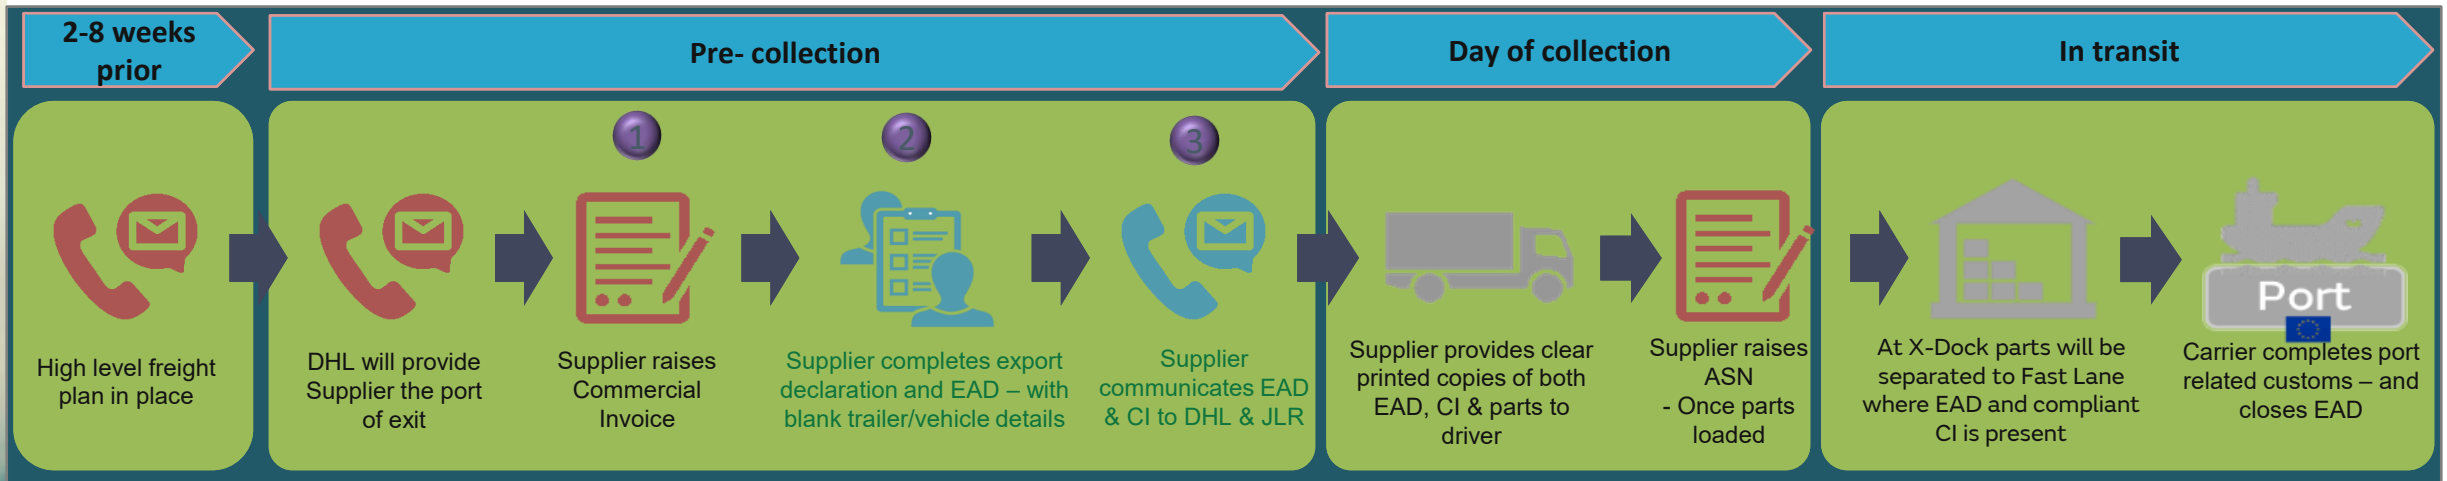 2-8 weeks
prior
Pre- collection
Day of collection
In transit
1
2
3
High level freight
plan in place
DHL will provide
Supplier the port
of exit
Supplier raises
Commercial
Invoice
Supplier completes export
declaration and EAD – with
blank trailer/vehicle details
Supplier
communicates EAD
& CI to DHL & JLR
Supplier provides clear
printed copies of both
EAD, CI & parts to
driver
Supplier raises
ASN
- Once parts
loaded
At X-Dock parts will be
separated to Fast Lane
where EAD and compliant
CI is present
Port
Carrier completes port
related customs – and
closes EAD